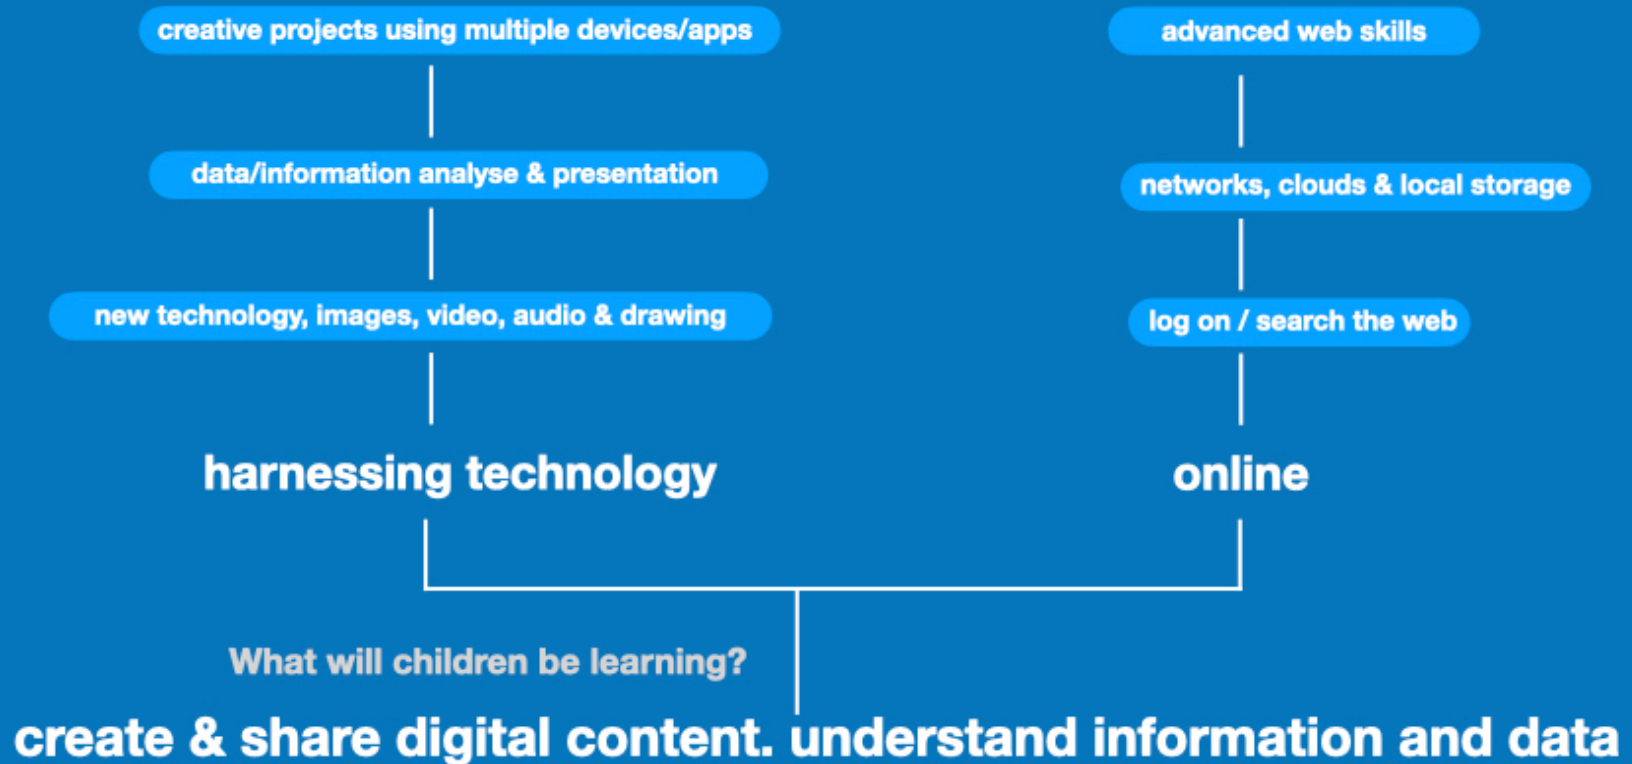 creative projects using multiple devices/apps
advanced web skills
data/information analyse & presentation
networks, clouds & local storage
new technology, images, video, audio & drawing
log on / search the web
harnessing technology
online
What will children be learning?
create & share digital content. understand information and data